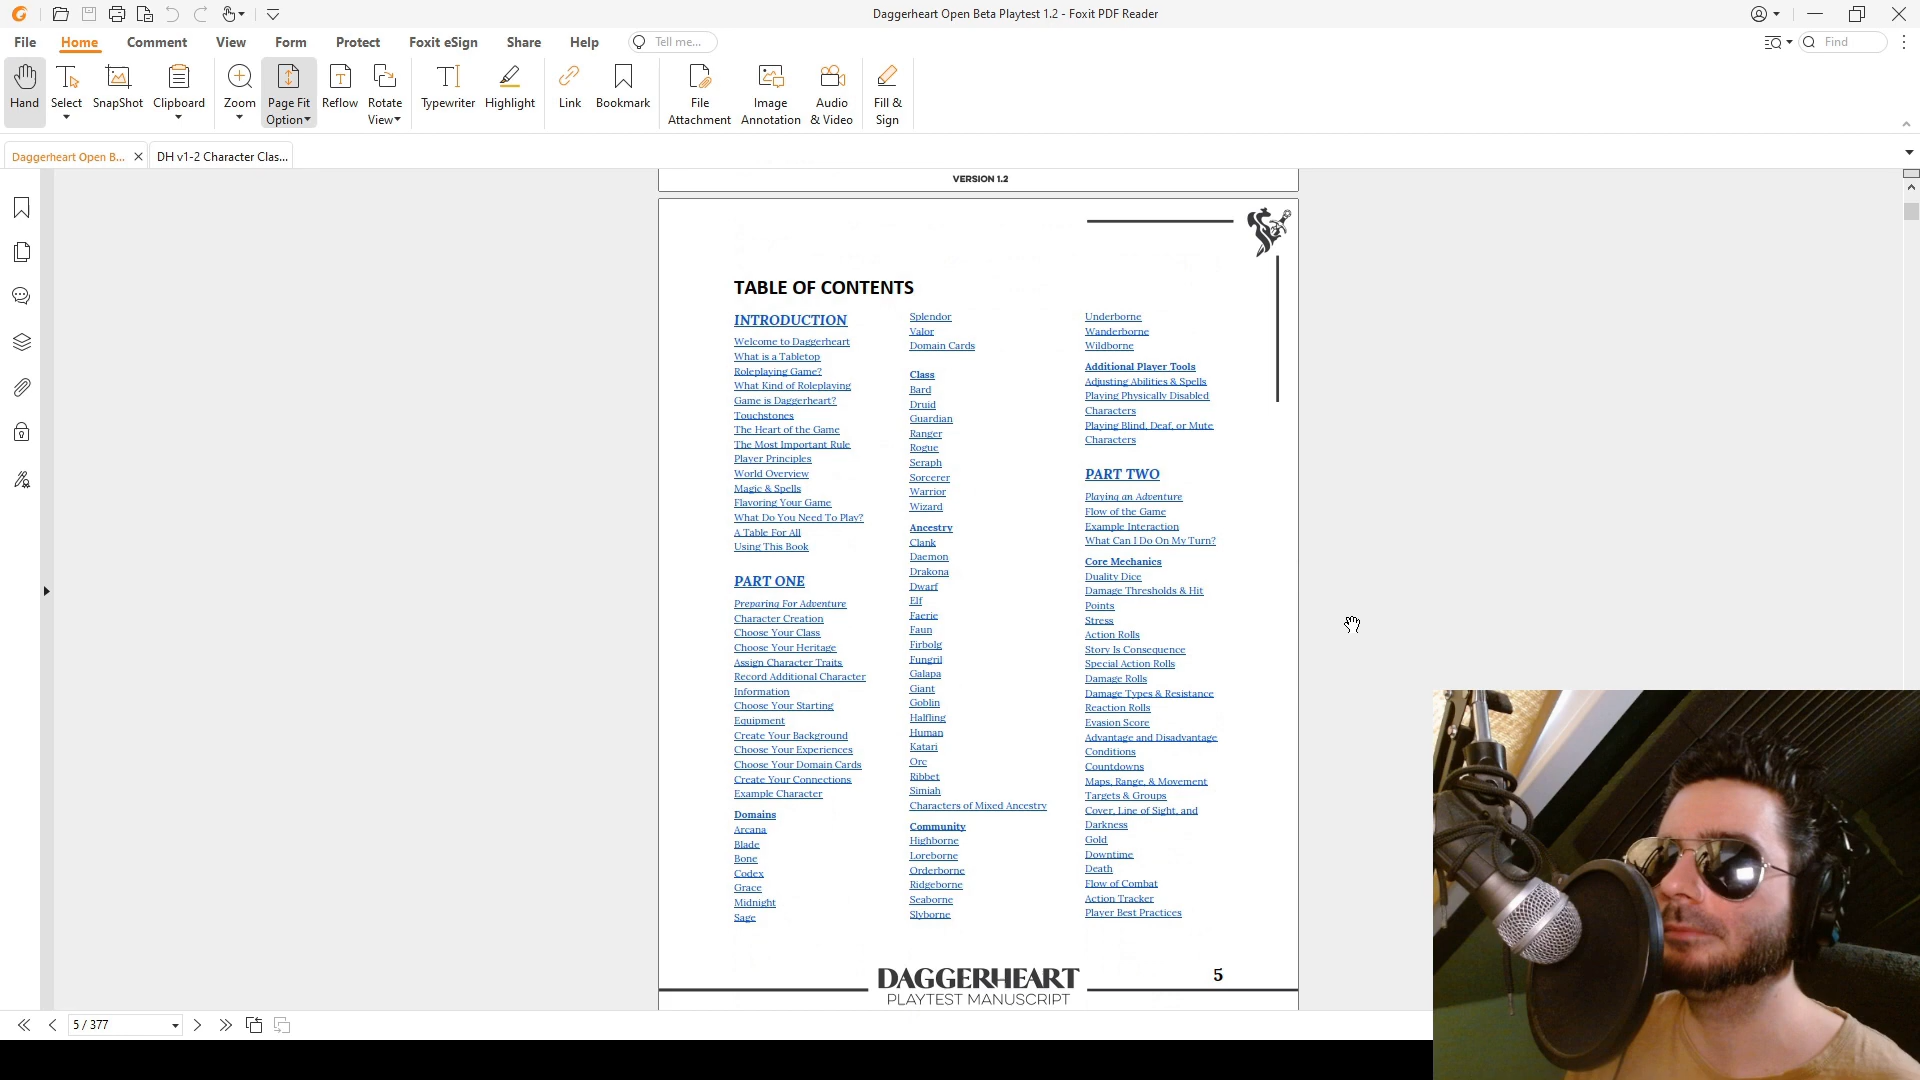 Daggerheart Open Beta Playtest 1.2 - Foxit PDF Reader
File
Home
Comment
View
Form
Protect
Foxit eSign
Share
Help
Tell me...
Find
Hand
Select
SnapShot
Clipboard
Zoom
Page Fit
Option
Reflow
Rotate
View
Typewriter
Highlight
Link
Bookmark
File
Attachment
Image
Annotation
Audio
& Video
Fill &
Sign
Daggerheart Open B...
DH v1-2 Character Clas...
VERSION 1.2
TABLE OF CONTENTS
INTRODUCTION
Welcome to Daggerheart
What is a Tabletop
Roleplaying Game?
What Kind of Roleplaying
Game is Daggerheart?
Touchstones
The Heart of the Game
The Most Important Rule
Player Principles
World Overview
Magic & Spells
Flavoring Your Game
What Do You Need To Play?
A Table For All
Using This Book
PART ONE
Preparing For Adventure
Character Creation
Choose Your Class
Choose Your Heritage
Assign Character Traits
Record Additional Character
Information
Choose Your Starting
Equipment
Create Your Background
Choose Your Experiences
Choose Your Domain Cards
Create Your Connections
Example Character
Domains
Arcana
Blade
Bone
Codex
Grace
Midnight
Sage
Splendor
Valor
Domain Cards
Class
Bard
Druid
Guardian
Ranger
Rogue
Seraph
Sorcerer
Warrior
Wizard
Ancestry
Clank
Daemon
Drakona
Dwarf
Elf
Faerie
Faun
Firbolg
Fungril
Galapa
Giant
Goblin
Halfling
Human
Katari
Orc
Ribbet
Simiah
Characters of Mixed Ancestry
Community
Highborne
Loreborne
Orderborne
Ridgeborne
Seaborne
Slyborne
Underborne
Wanderborne
Wildborne
Additional Player Tools
Adjusting Abilities & Spells
Playing Physically Disabled
Characters
Playing Blind, Deaf, or Mute
Characters
PART TWO
Playing an Adventure
Flow of the Game
Example Interaction
What Can I Do On My Turn?
Core Mechanics
Duality Dice
Damage Thresholds & Hit
Points
Stress
Action Rolls
Story Is Consequence
Special Action Rolls
Damage Rolls
Damage Types & Resistance
Reaction Rolls
Evasion Score
Advantage and Disadvantage
Conditions
Countdowns
Maps, Range, & Movement
Targets & Groups
Cover, Line of Sight, and
Darkness
Gold
Downtime
Death
Flow of Combat
Action Tracker
Player Best Practices
DAGGERHEART
PLAYTEST MANUSCRIPT
5
5 / 377